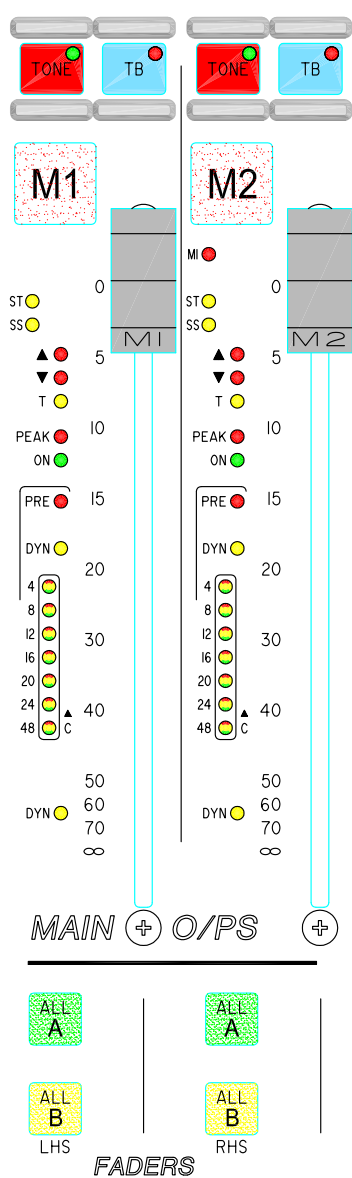 TONE TB TONE TB
M1 M2
MI
0 0
ST ST
SS SS
M1 M2
5 5
T T
10 10
PEAK PEAK
ON ON
PRE 15 PRE 15
DYN DYN
20 20
4 4
8 8
12 30 12 30
16 16
20 20
24 40 24 40
48 C 48 C
50 50
60 60
DYN 70 DYN 70
∞ ∞
MAIN O/PS
ALL ALL
A A
ALL ALL
B B
LHS RHS
FADERS